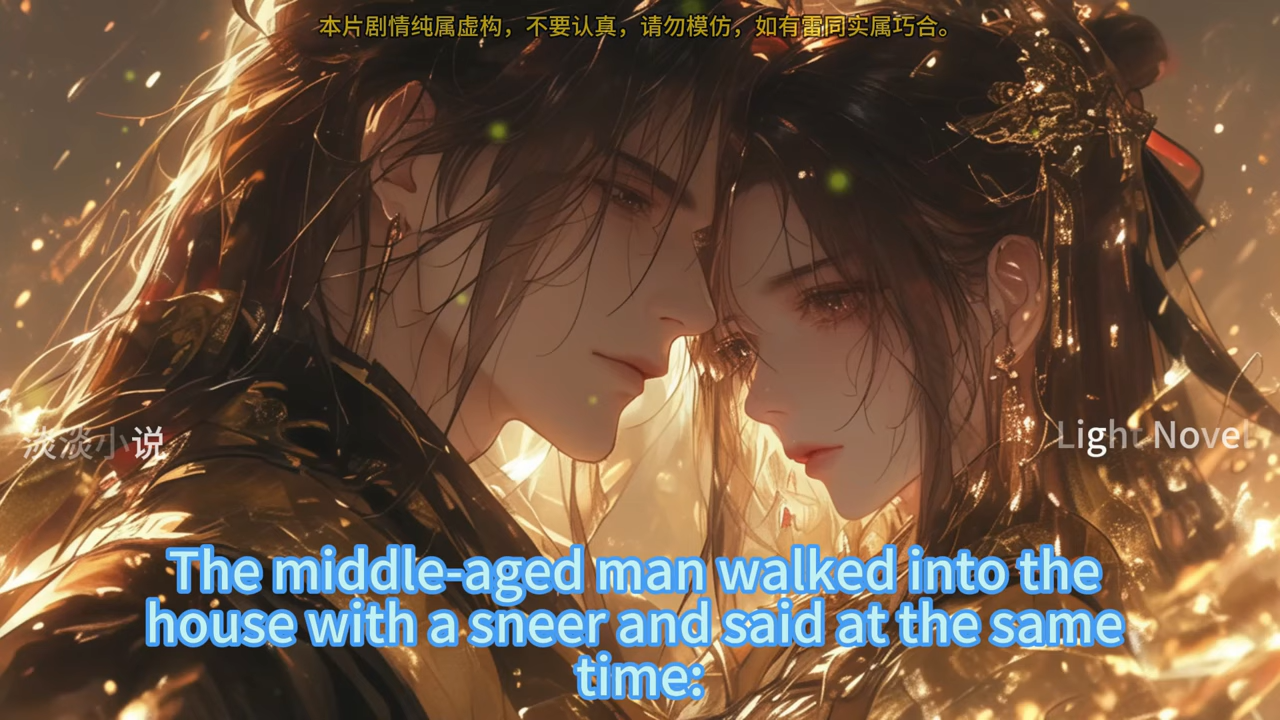 本片剧情纯属虚构，不要认真，请勿模仿，如有雷同实属巧合。
淡淡小说
Light Novel
The middle-aged man walked into the
house with a sneer and said at the same
time: